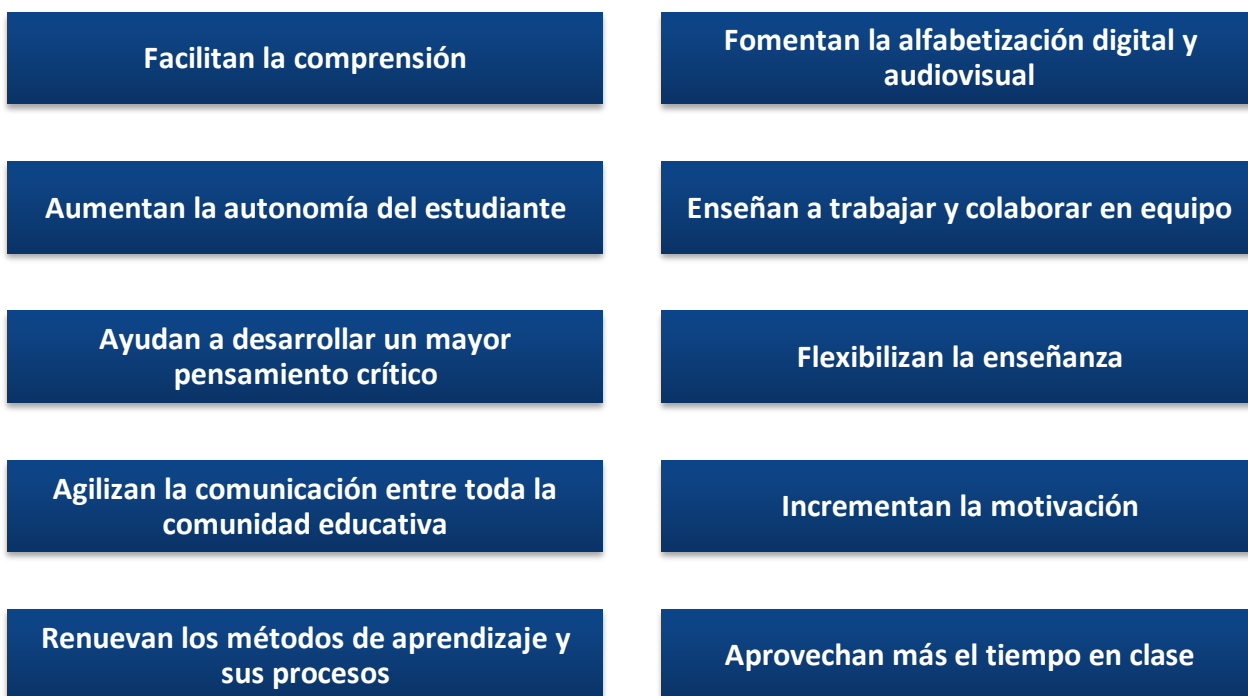 Facilitan la comprensión
Fomentan la alfabetización digital y
audiovisual
Aumentan la autonomía del estudiante
Enseñan a trabajar y colaborar en equipo
Ayudan a desarrollar un mayor
pensamiento crítico
Flexibilizan la enseñanza
Agilizan la comunicación entre toda la
comunidad educativa
Incrementan la motivación
Renuevan los métodos de aprendizaje y
sus procesos
Aprovechan más el tiempo en clase